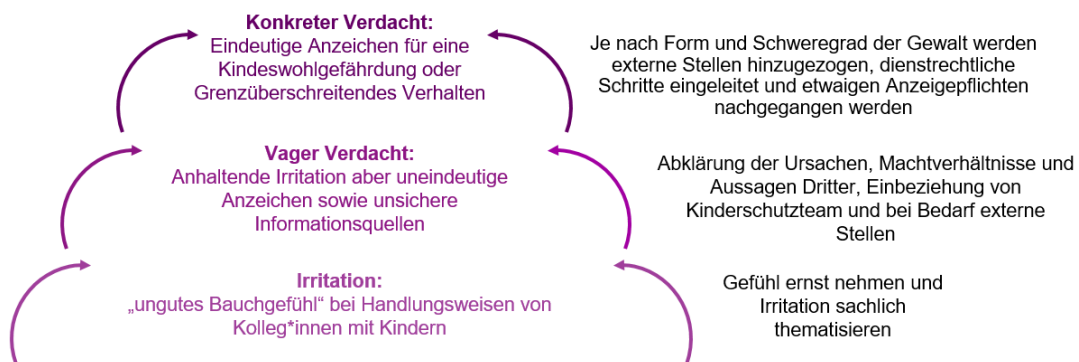 Konkreter Verdacht:
Eindeutige Anzeichen für eine
Kindeswohlgefährdung oder
Grenzüberschreitendes Verhalten
Je nach Form und Schweregrad der Gewalt werden
externe Stellen hinzugezogen, dienstrechtliche
Schritte eingeleitet und etwaigen Anzeigepflichten
nachgegangen werden
Vager Verdacht:
Anhaltende Irritation aber uneindeutige
Anzeichen sowie unsichere
Informationsquellen
Abklärung der Ursachen, Machtverhältnisse und
Aussagen Dritter, Einbeziehung von
Kinderschutzteam und bei Bedarf externe
Stellen
Irritation:
„ungutes Bauchgefühl“ bei Handlungsweisen von
Kolleg*innen mit Kindern
Gefühl ernst nehmen und
Irritation sachlich
thematisieren